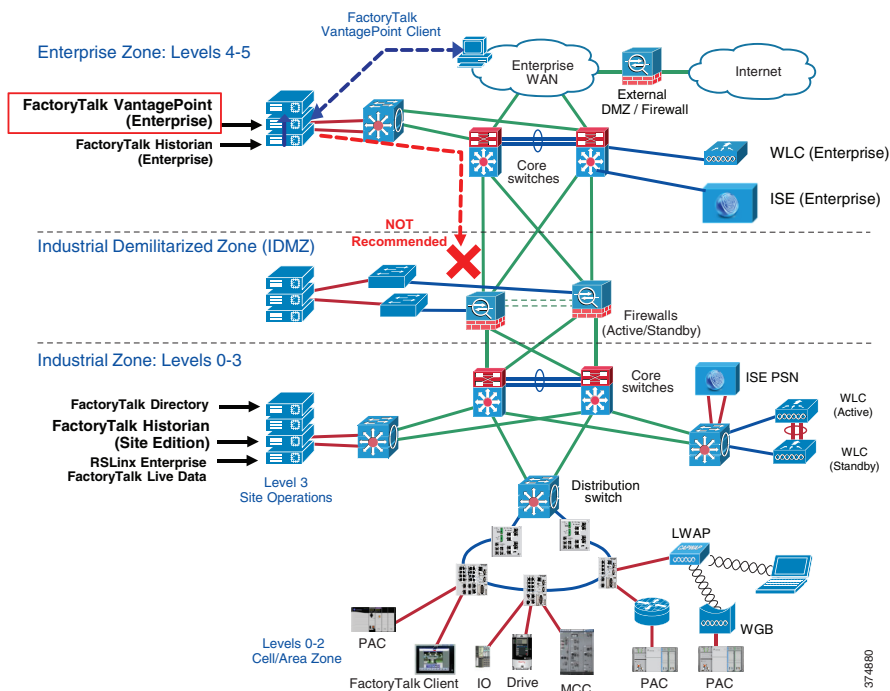 FactoryTalk
VantagePoint Client
Enterprise Zone: Levels 4-5
Enterprise
WAN
External
DMZ / Firewall
Internet
FactoryTalk VantagePoint
(Enterprise)
FactoryTalk Historian
(Enterprise)
Core
switches
WLC (Enterprise)
ISE (Enterprise)
NOT
Recommended
Industrial Demilitarized Zone (IDMZ)
Firewalls
(Active/Standby)
Industrial Zone: Levels 0-3
Core
switches
ISE PSN
WLC
(Active)
WLC
(Standby)
FactoryTalk Directory
FactoryTalk Historian
(Site Edition)
RSLinx Enterprise
FactoryTalk Live Data
Level 3
Site Operations
Distribution
switch
LWAP
CAPWAP
WGB
PAC
Levels 0-2
Cell/Area Zone
FactoryTalk Client
IO
Drive
MCC
PAC
PAC
374880